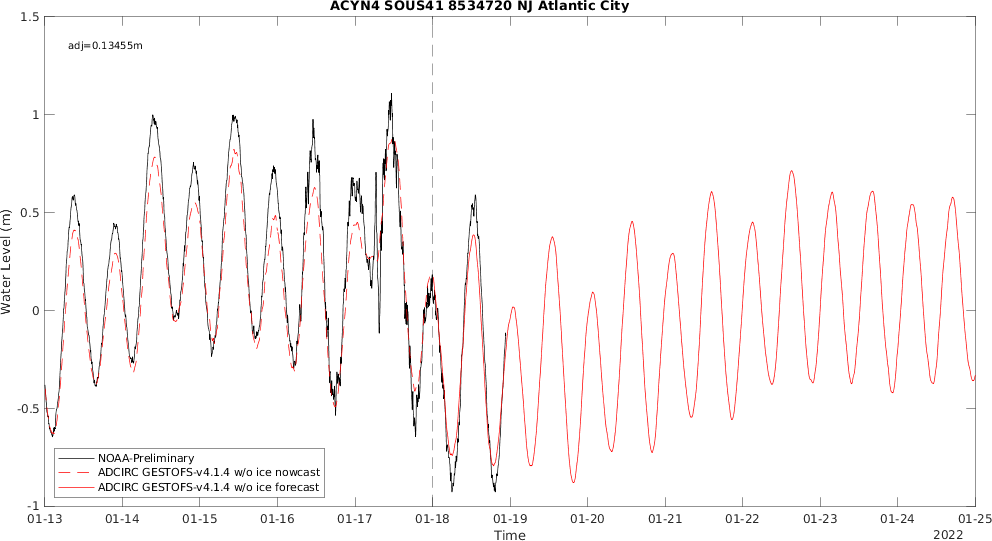 ACYN4 SOUS41 8534720 NJ Atlantic City
1.5
adj=0.13455m
1
0.5
Water Level (m)
0
-0.5
NOAA-Preliminary
ADCIRC GESTOFS-v4.1.4 w/o ice nowcast
ADCIRC GESTOFS-v4.1.4 w/o ice forecast
-1
01-13 01-14 01-15 01-16 01-17 01-18 01-19 01-20 01-21 01-22 01-23 01-24 01-25
Time 2022